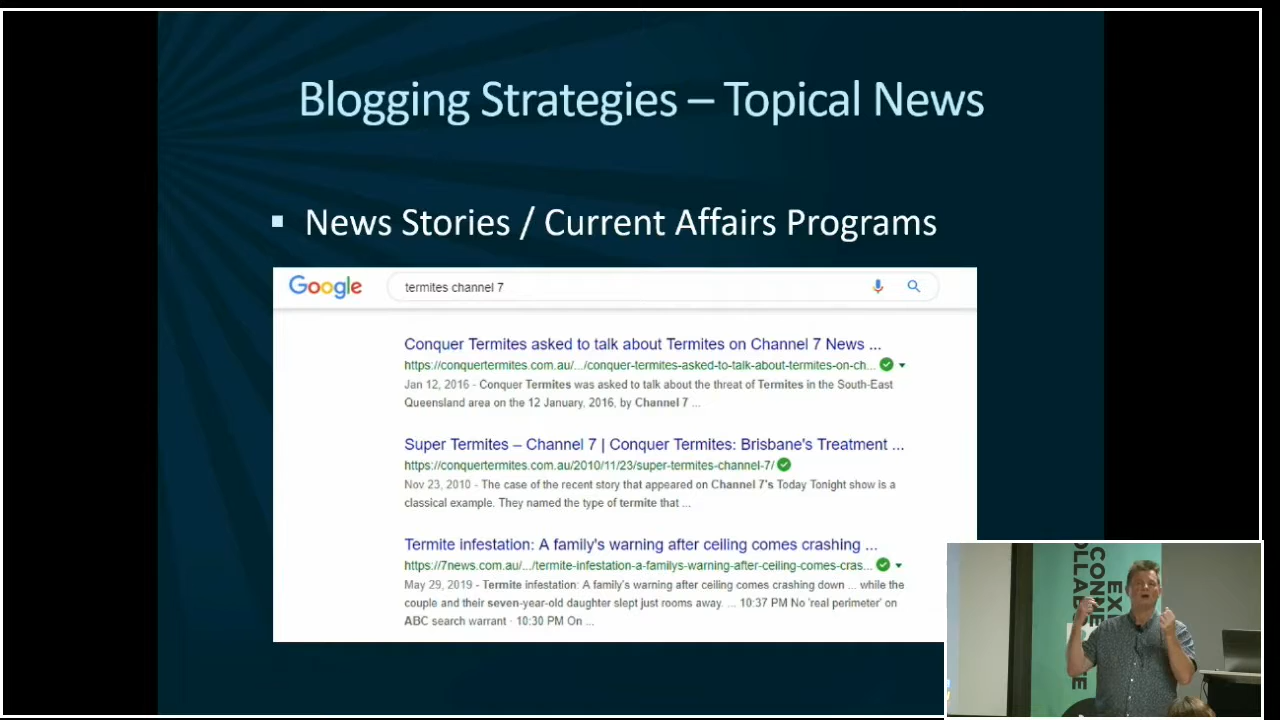 Blogging Strategies – Topical News
▪ News Stories / Current Affairs Programs
Google
termites channel 7
Conquer Termites asked to talk about Termites on Channel 7 News ...
https://conquertermites.com.au/.../conquer-termites-asked-to-talk-about-termites-on-ch...
Jan 12, 2016 - Conquer Termites was asked to talk about the threat of Termites in the South-East
Queensland area on the 12 January, 2016, by Channel 7 ...
Super Termites – Channel 7 | Conquer Termites: Brisbane's Treatment ...
https://conquertermites.com.au/2010/11/23/super-termites-channel-7/
Nov 23, 2010 - The case of the recent story that appeared on Channel 7's Today Tonight show is a
classical example. They named the type of termite that ...
Termite infestation: A family's warning after ceiling comes crashing ...
https://7news.com.au/.../termite-infestation-a-familys-warning-after-ceiling-comes-cras...
May 29, 2019 - Termite infestation: A family's warning after ceiling comes crashing down ... while the
couple and their seven-year-old daughter slept just rooms away. ... 10:37 PM No 'real perimeter' on
ABC search warrant · 10:30 PM On ...
EX
CONNE
OLLAB